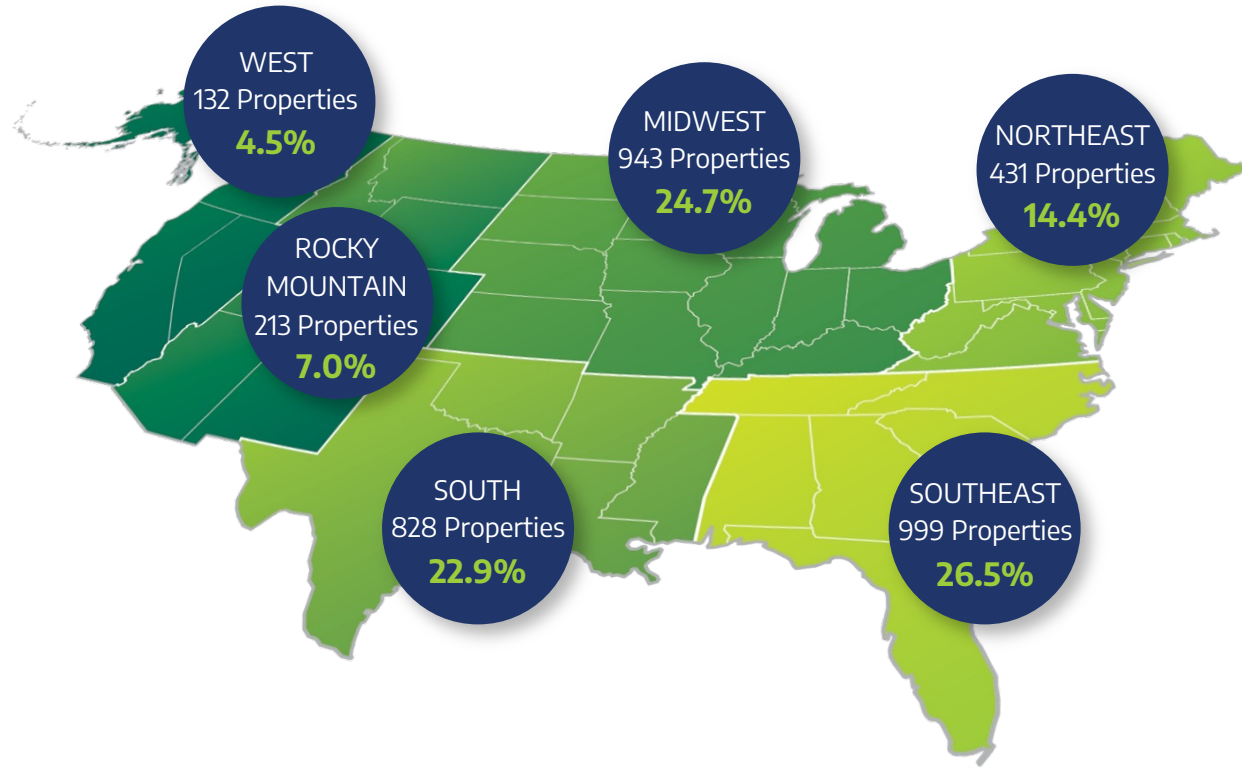 WEST
132 Properties
4.5%
MIDWEST
943 Properties
24.7%
NORTHEAST
431 Properties
14.4%
ROCKY
MOUNTAIN
213 Properties
7.0%
SOUTH
828 Properties
22.9%
SOUTHEAST
999 Properties
26.5%